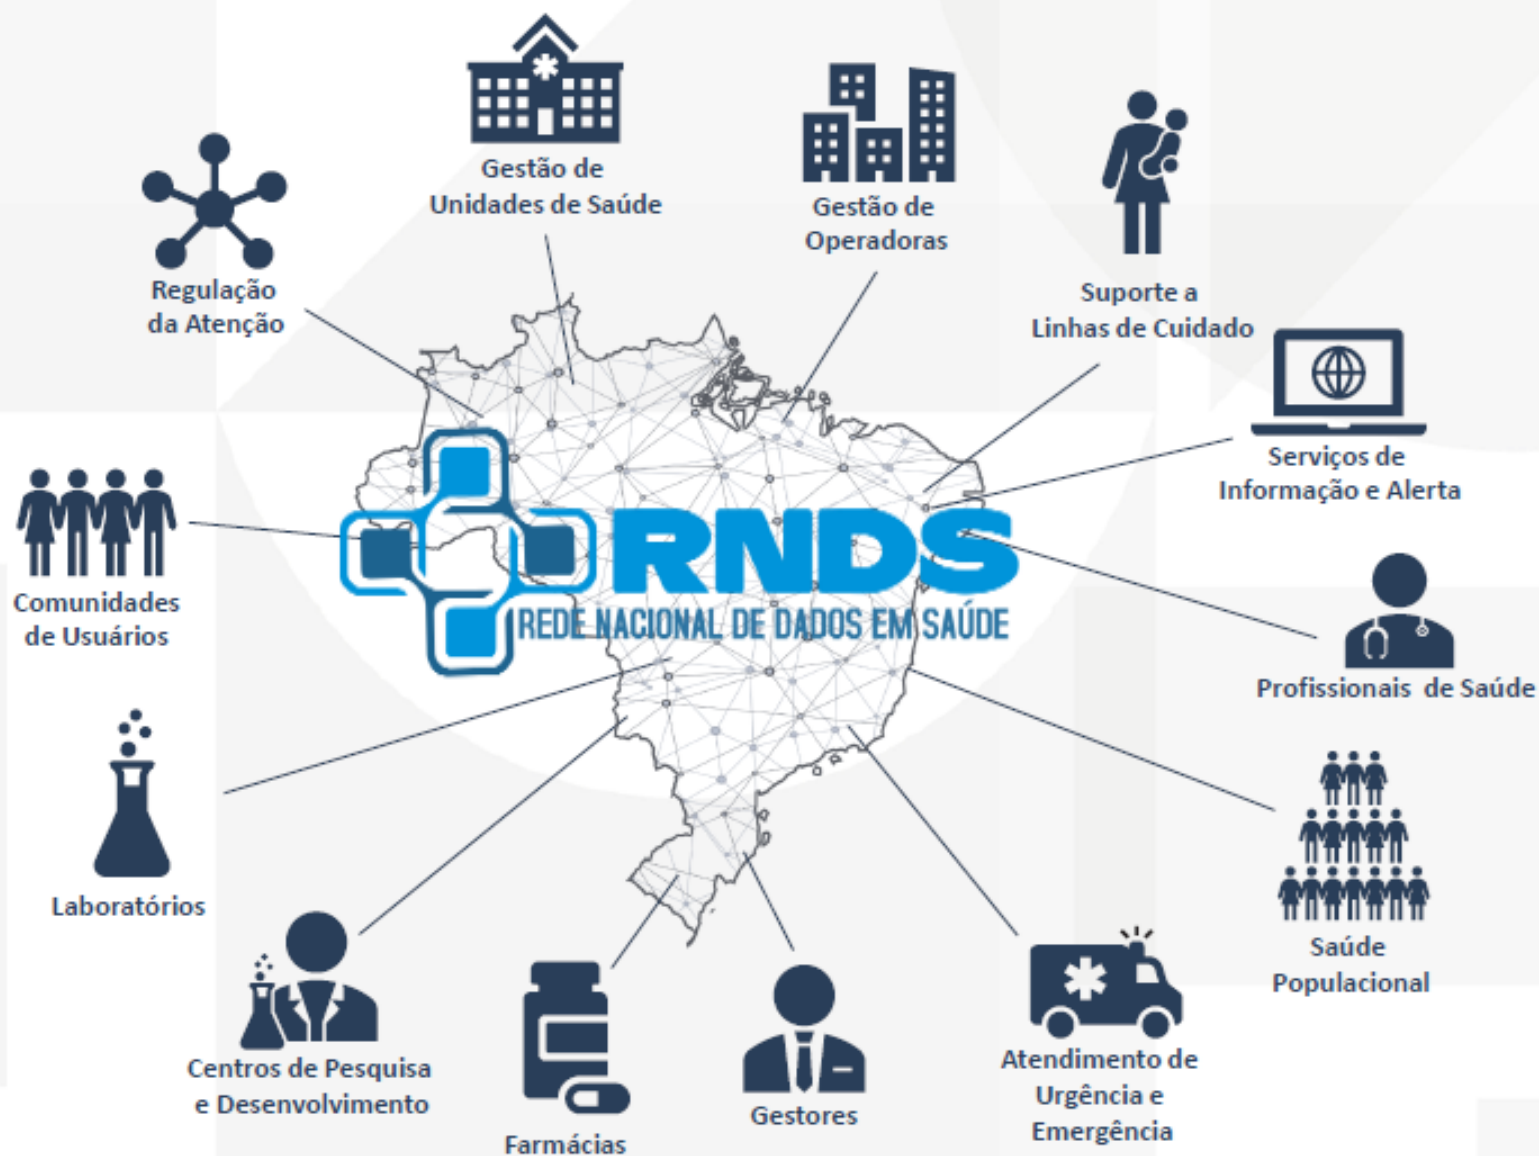 Gestão de
Unidades de Saúde
Gestão de
Operadoras
Regulação
da Atenção
Suporte a
Linhas de Cuidado
Serviços de
Informação e Alerta
Comunidades
de Usuários
RNDS
REDE NACIONAL DE DADOS EM SAÚDE
Profissionais de Saúde
Laboratórios
Saúde
Populacional
Centros de Pesquisa
e Desenvolvimento
Farmácias
Gestores
Atendimento de
Urgência e
Emergência